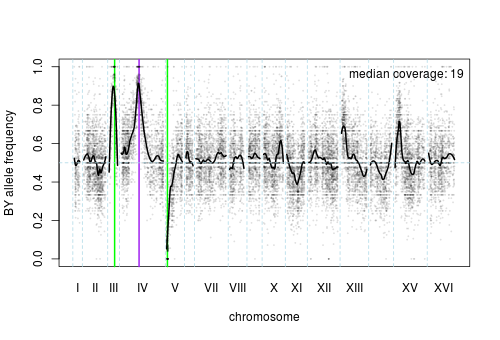 median coverage: 19
BY allele frequency
1.0
0.8
0.6
0.4
0.2
0.0
I II III IV V VII VIII X XI XII XIII XV XVI
chromosome